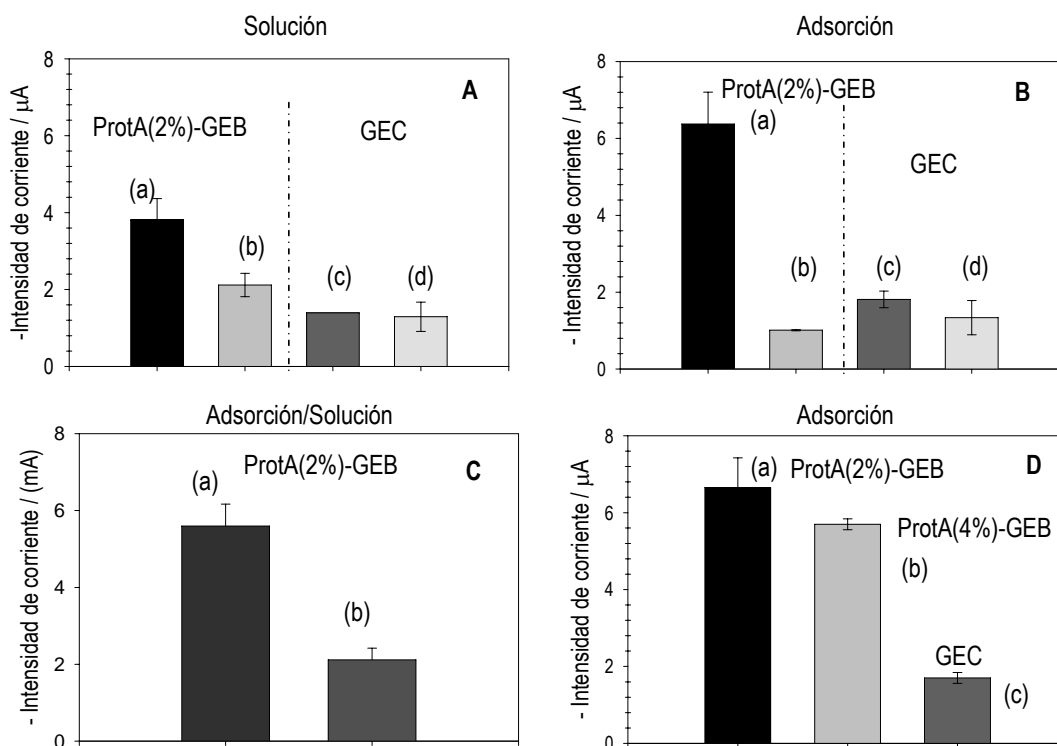 Solución
A
-Intensidad de corriente / µA
8
6
4
2
0
ProtA(2%)-GEB
GEC
(a)
(b)
(c)
(d)
Adsorción
B
- Intensidad de corriente / µA
8
6
4
2
0
ProtA(2%)-GEB
(a)
GEC
(b)
(c)
(d)
Adsorción/Solución
C
- Intensidad de corriente / (mA)
8
6
4
2
0
ProtA(2%)-GEB
(a)
(b)
Adsorción
D
- Intensidad de corriente / µA
8
6
4
2
0
(a)
ProtA(2%)-GEB
ProtA(4%)-GEB
(b)
GEC
(c)